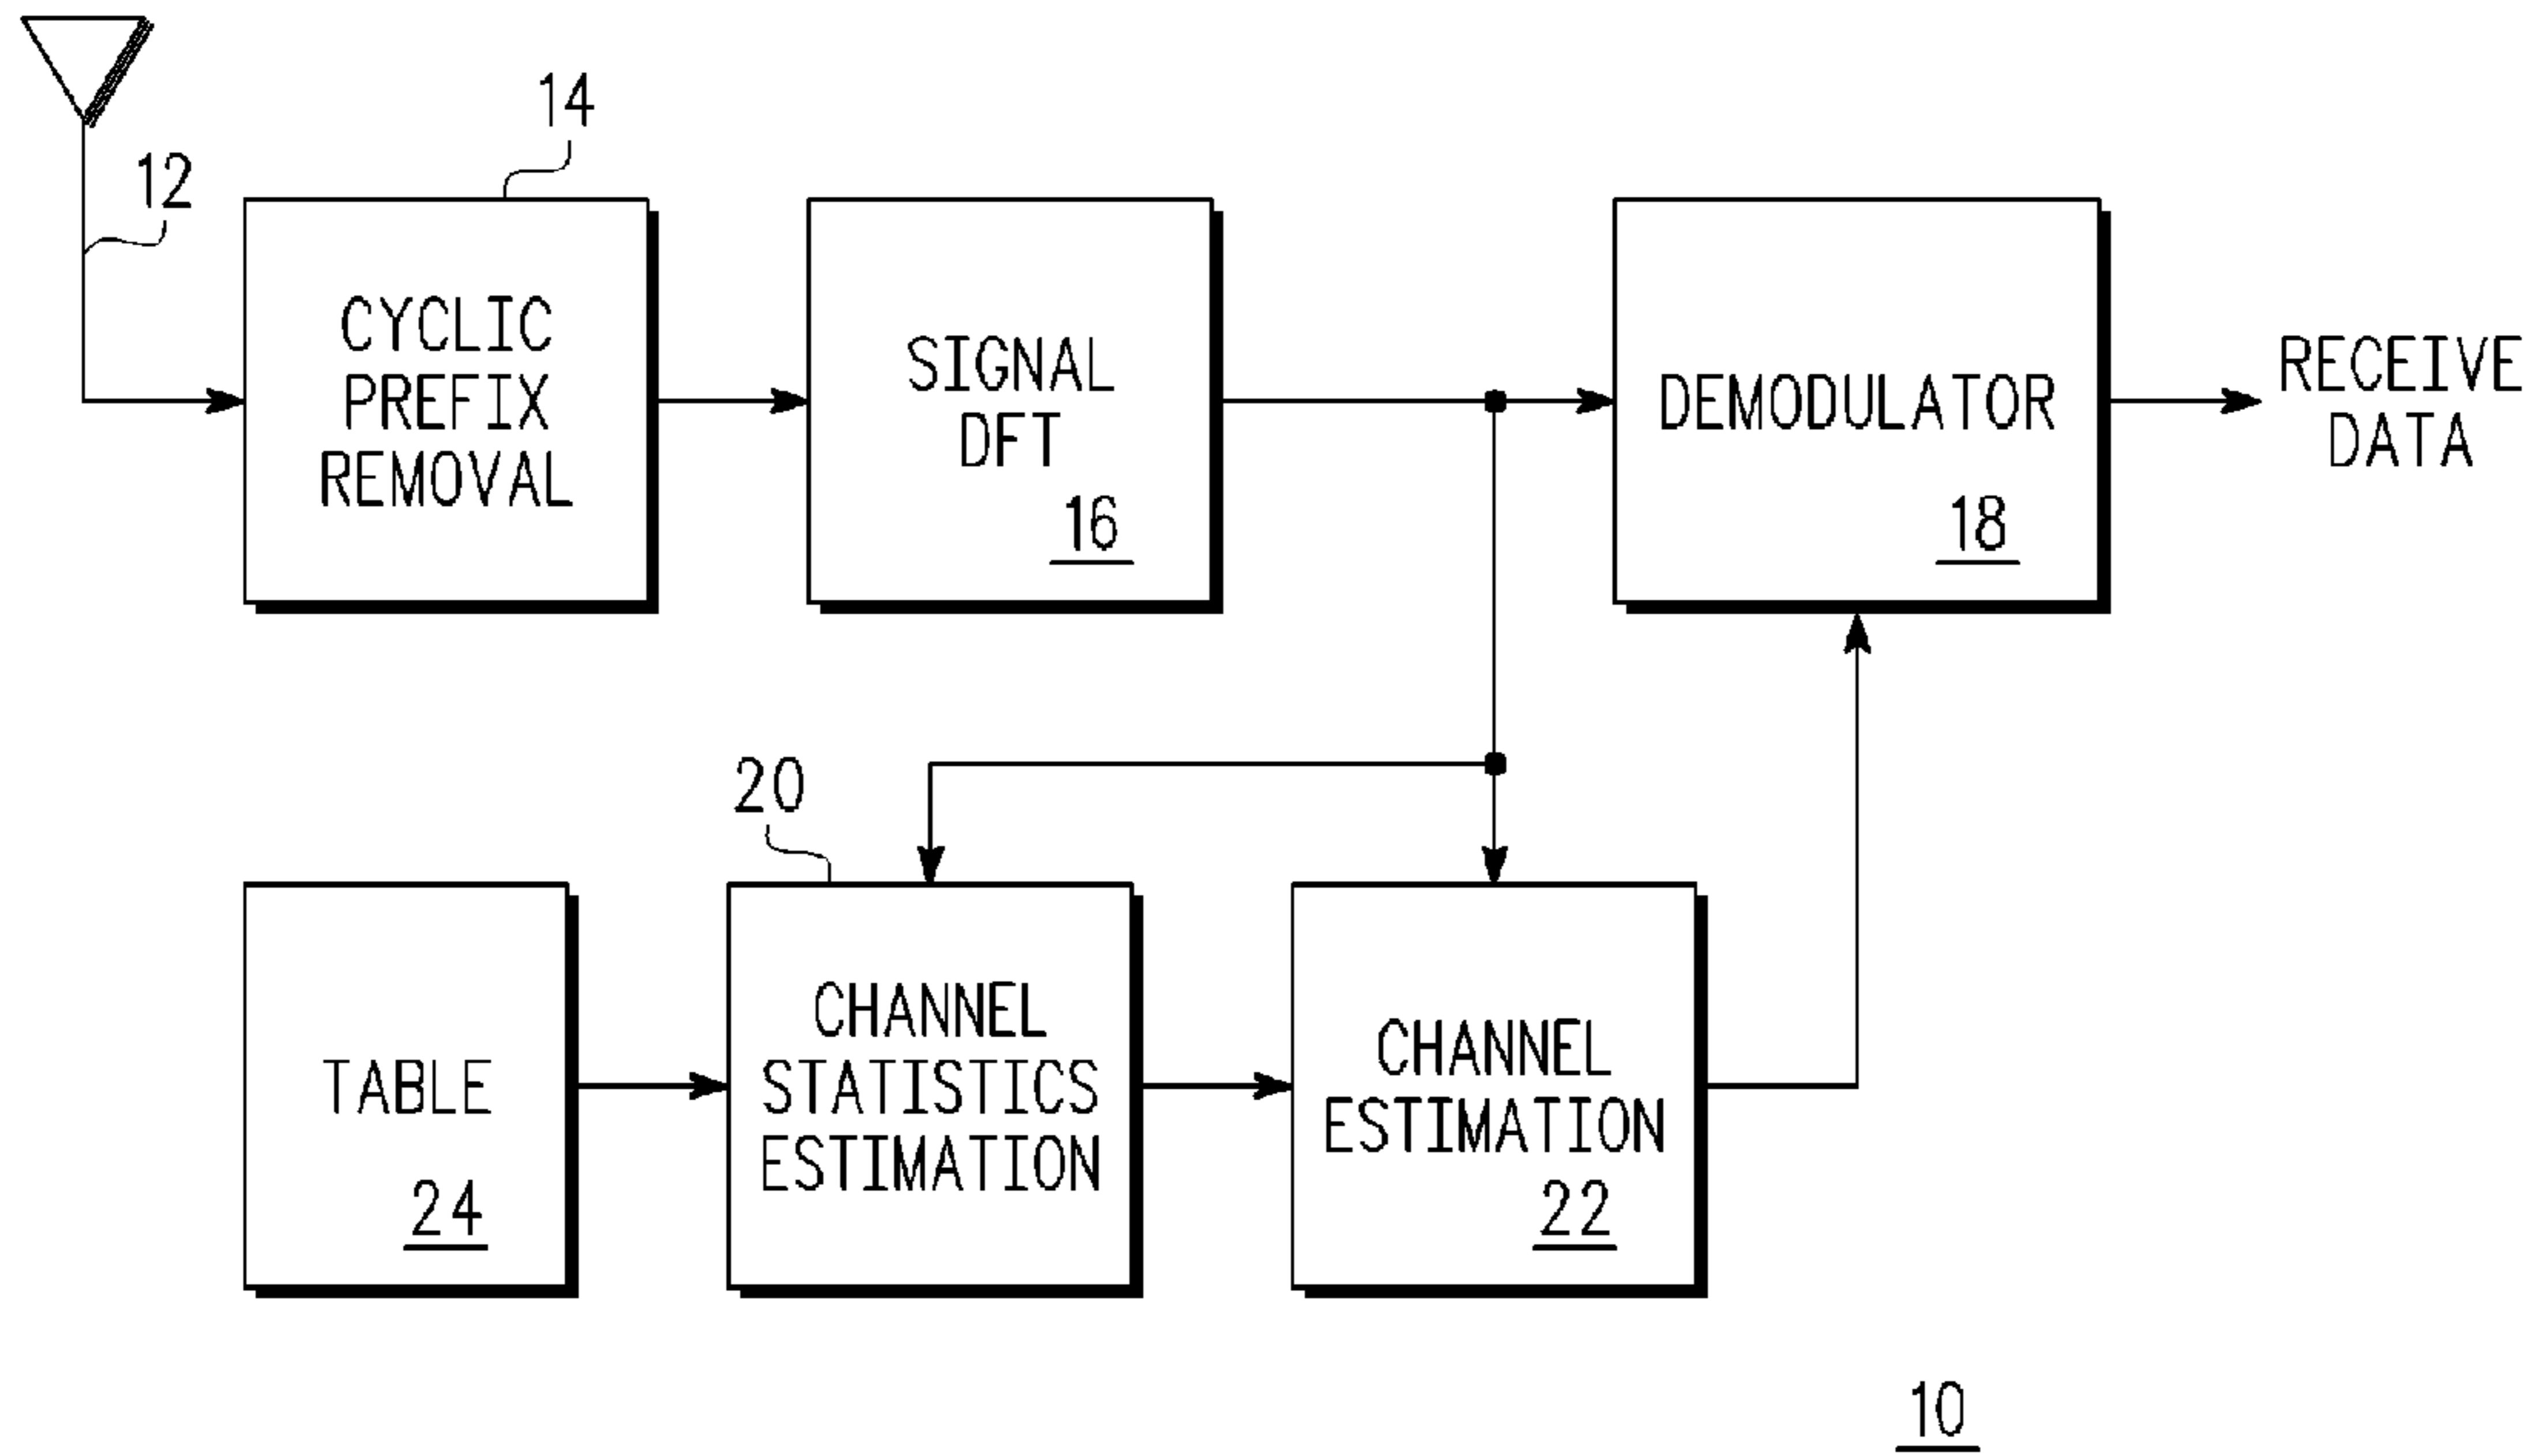 12
14
CYCLIC
PREFIX
REMOVAL
SIGNAL
DFT
16
DEMODULATOR
18
RECEIVE
DATA
TABLE
24
20
CHANNEL
STATISTICS
ESTIMATION
CHANNEL
ESTIMATION
22
10